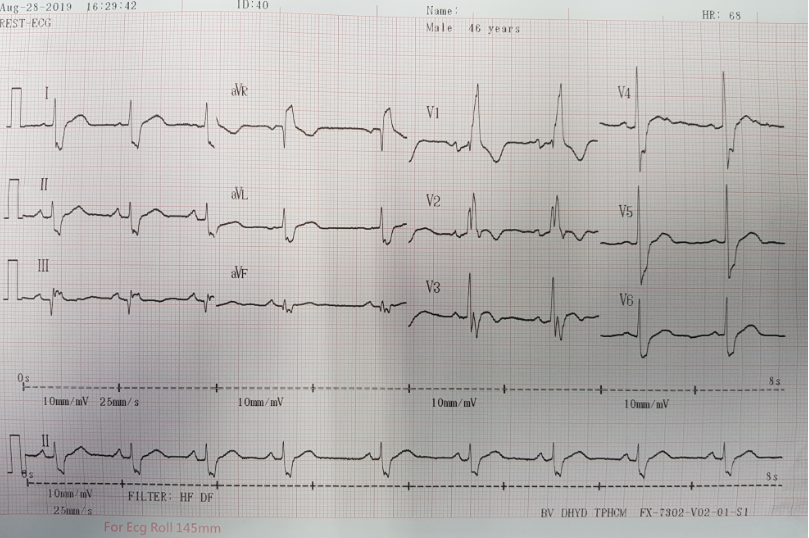 Aug-28-2019 16:29:42 ID:40 Name: HR: 68
REST-ECG Male 46 years
I aVR V1 V4
II aVL V2 V5
III aVF V3 V6
0s 8s
10mm/mV 25mm/s 10mm/mV 10mm/mV 10mm/mV
II
0s 8s
10mm/mV FILTER: HF DF
25mm/s BV DHYD TPHCM FX-7302-V02-01-S1
For Ecg Roll 145mm